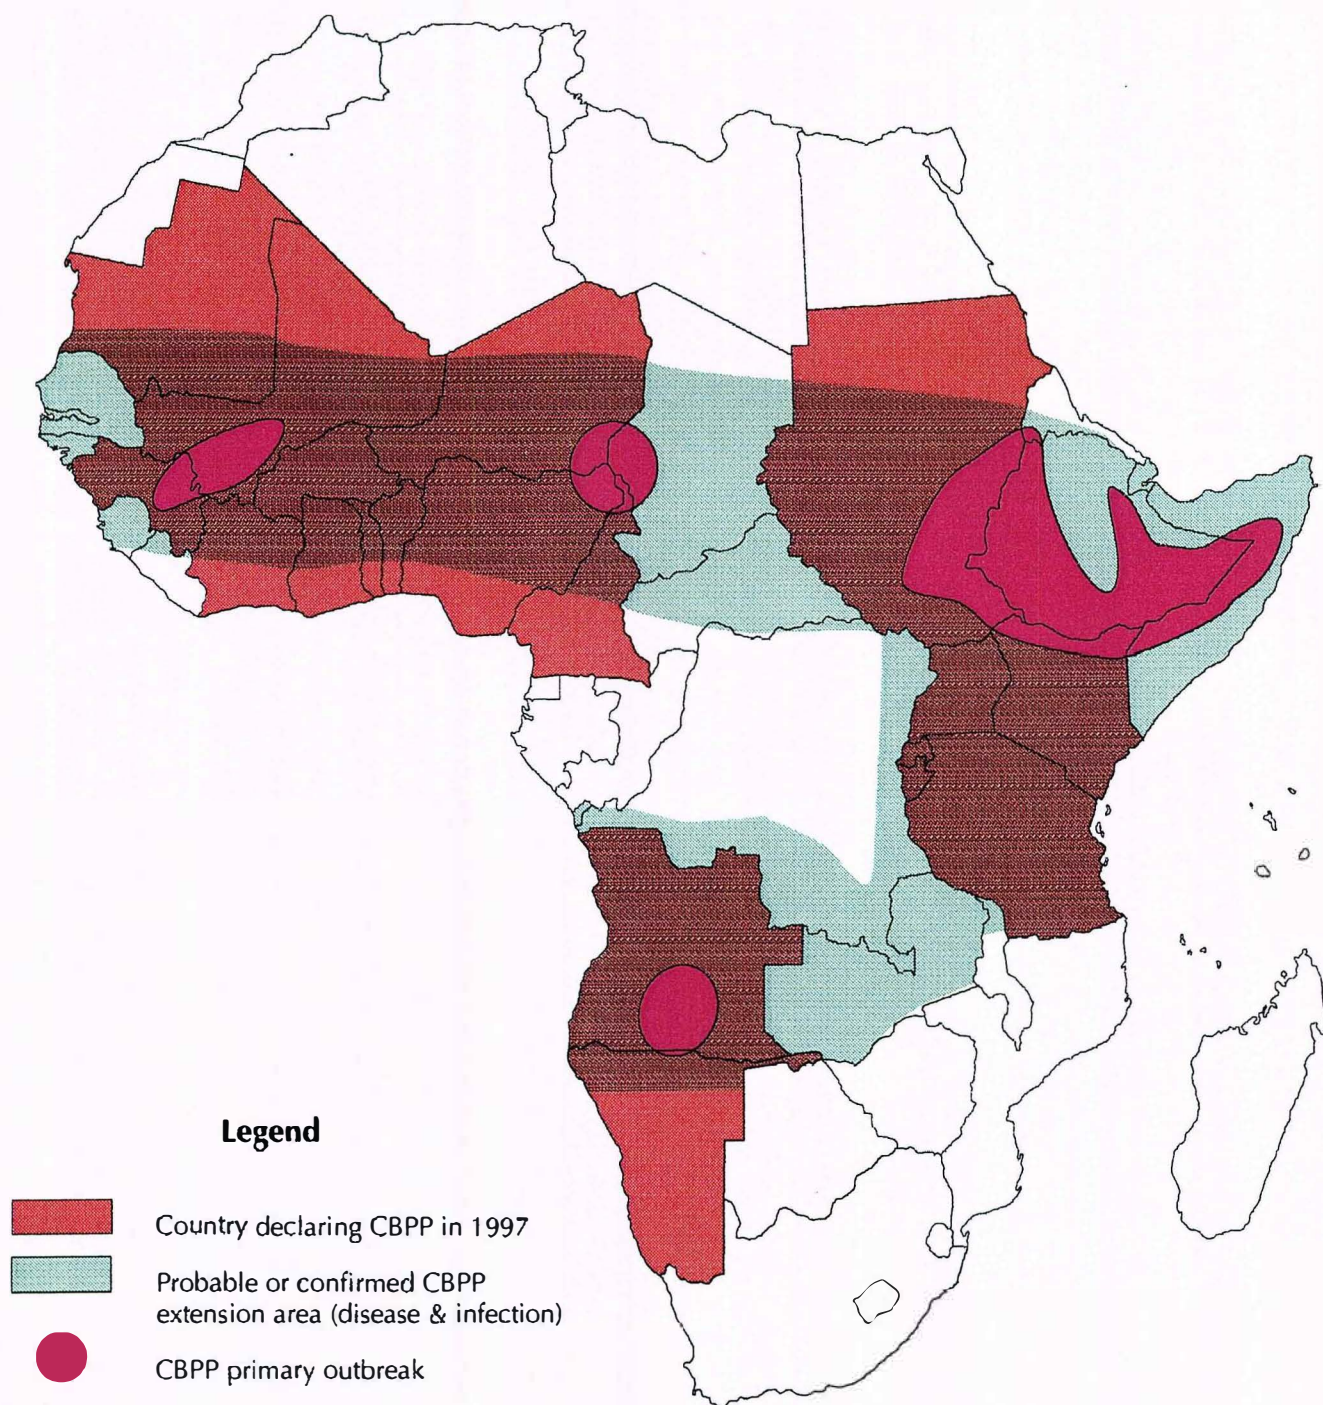 Legend
Country declaring CBPP in 1997
Probable or confirmed CBPP
extension area (disease & infection)
CBPP primary outbreak